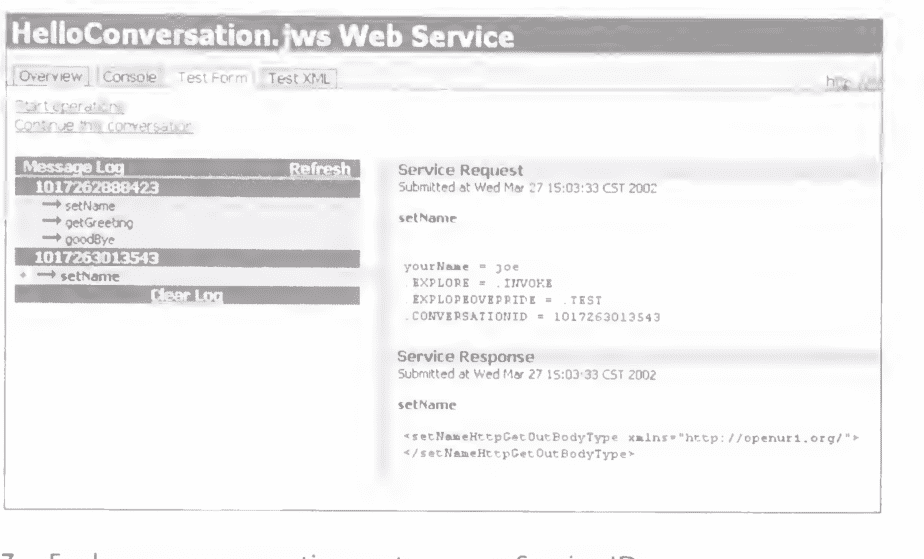 HelloConversation.jws Web Service
Overview Console Test Form Test XML
Start operations
Continue this conversation
Message Log Refresh
1017262888423
setName
getGreeting
goodBye
1017263013543
setName
Clear Log
Service Request
Submitted at Wed Mar 27 15:03:33 CST 2002
setName
yourName = joe
.EXPLORE = .INVOKE
.EXPLOREOVERRIDE = .TEST
.CONVERSATIONID = 1017263013543
Service Response
Submitted at Wed Mar 27 15:03:33 CST 2002
setName
<setNameHttpGetOutBodyType xmlns="http://openuri.org/">
</setNameHttpGetOutBodyType>